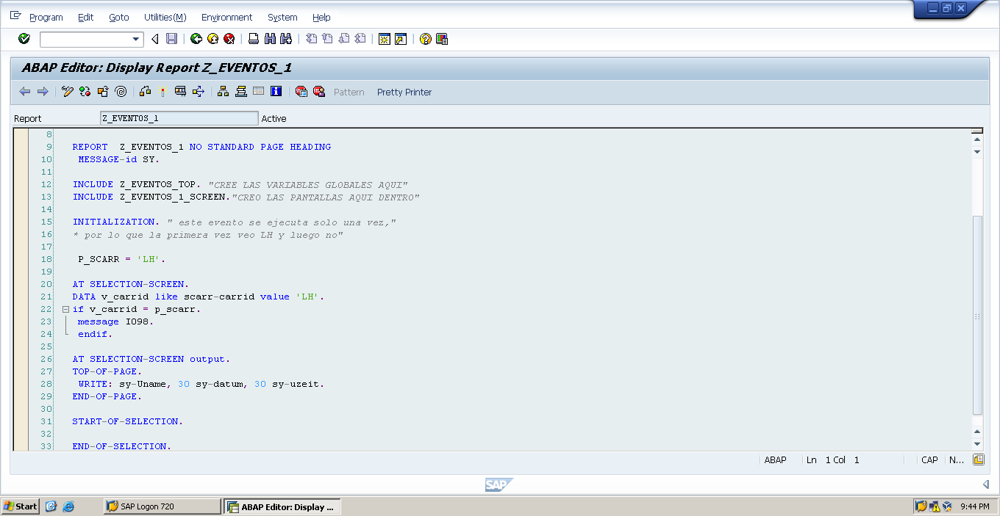 Program Edit Goto Utilities(M) Environment System Help
ABAP Editor: Display Report Z_EVENTOS_1
Pattern Pretty Printer
Report Z_EVENTOS_1 Active
8
9 REPORT Z_EVENTOS_1 NO STANDARD PAGE HEADING
10 MESSAGE-id SY.
11
12 INCLUDE Z_EVENTOS_TOP. "CREE LAS VARIABLES GLOBALES AQUI"
13 INCLUDE Z_EVENTOS_1_SCREEN."CREO LAS PANTALLAS AQUI DENTRO"
14
15 INITIALIZATION. " este evento se ejecuta solo una vez,"
16 * por lo que la primera vez veo LH y luego no"
17
18 P_SCARR = 'LH'.
19
20 AT SELECTION-SCREEN.
21 DATA v_carrid like scarr-carrid value 'LH'.
22 if v_carrid = p_scarr.
23 message I098.
24 endif.
25
26 AT SELECTION-SCREEN output.
27 TOP-OF-PAGE.
28 WRITE: sy-Uname, 30 sy-datum, 30 sy-uzeit.
29 END-OF-PAGE.
30
31 START-OF-SELECTION.
32
33 END-OF-SELECTION.
ABAP Ln 1 Col 1 CAP N...
SAP
Start SAP Logon 720 ABAP Editor: Display ... 9:44 PM